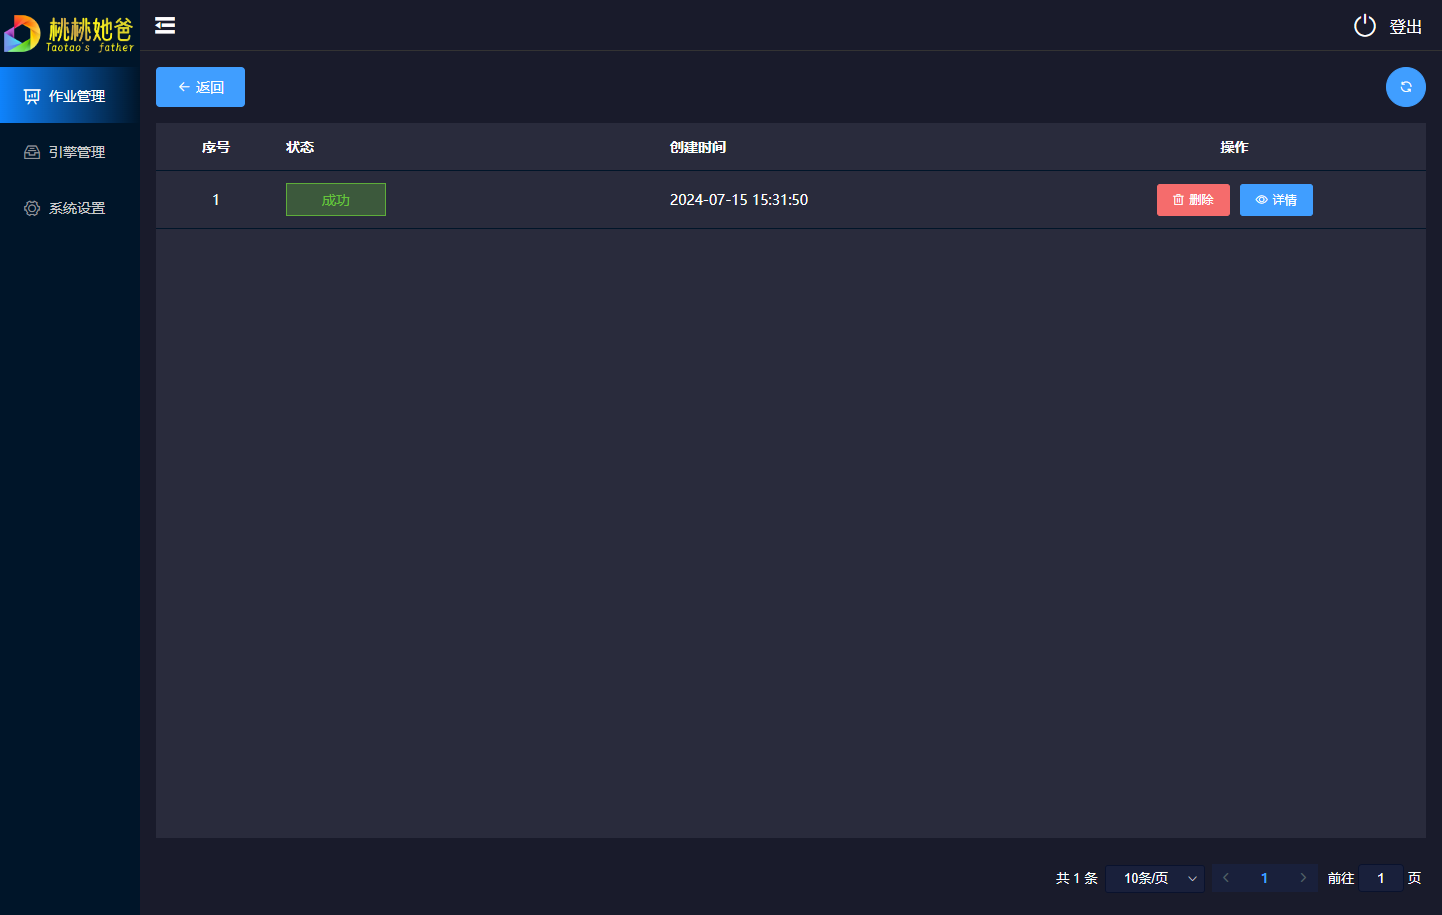 桃桃她爸
Taotao's father
登出
作业管理
引擎管理
系统设置
返回
序号 状态 创建时间 操作
1 成功 2024-07-15 15:31:50 删除 详情
共 1 条 10条/页 1 前往 1 页